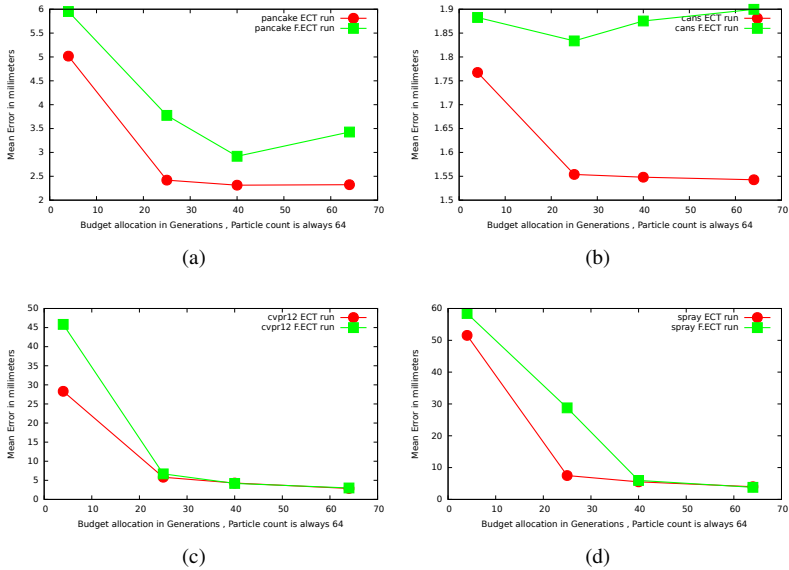 6
5.5
5
4.5
4
3.5
3
2.5
2
0 10 20 30 40 50 60 70
Mean Error in millimeters
Budget allocation in Generations , Particle count is always 64
pancake ECT run
pancake F.ECT run
(a)
1.9
1.85
1.8
1.75
1.7
1.65
1.6
1.55
1.5
0 10 20 30 40 50 60 70
Mean Error in millimeters
Budget allocation in Generations , Particle count is always 64
cans ECT run
cans F.ECT run
(b)
50
45
40
35
30
25
20
15
10
5
0
0 10 20 30 40 50 60 70
Mean Error in millimeters
Budget allocation in Generations , Particle count is always 64
cvpr12 ECT run
cvpr12 F.ECT run
(c)
60
50
40
30
20
10
0
0 10 20 30 40 50 60 70
Mean Error in millimeters
Budget allocation in Generations , Particle count is always 64
spray ECT run
spray F.ECT run
(d)